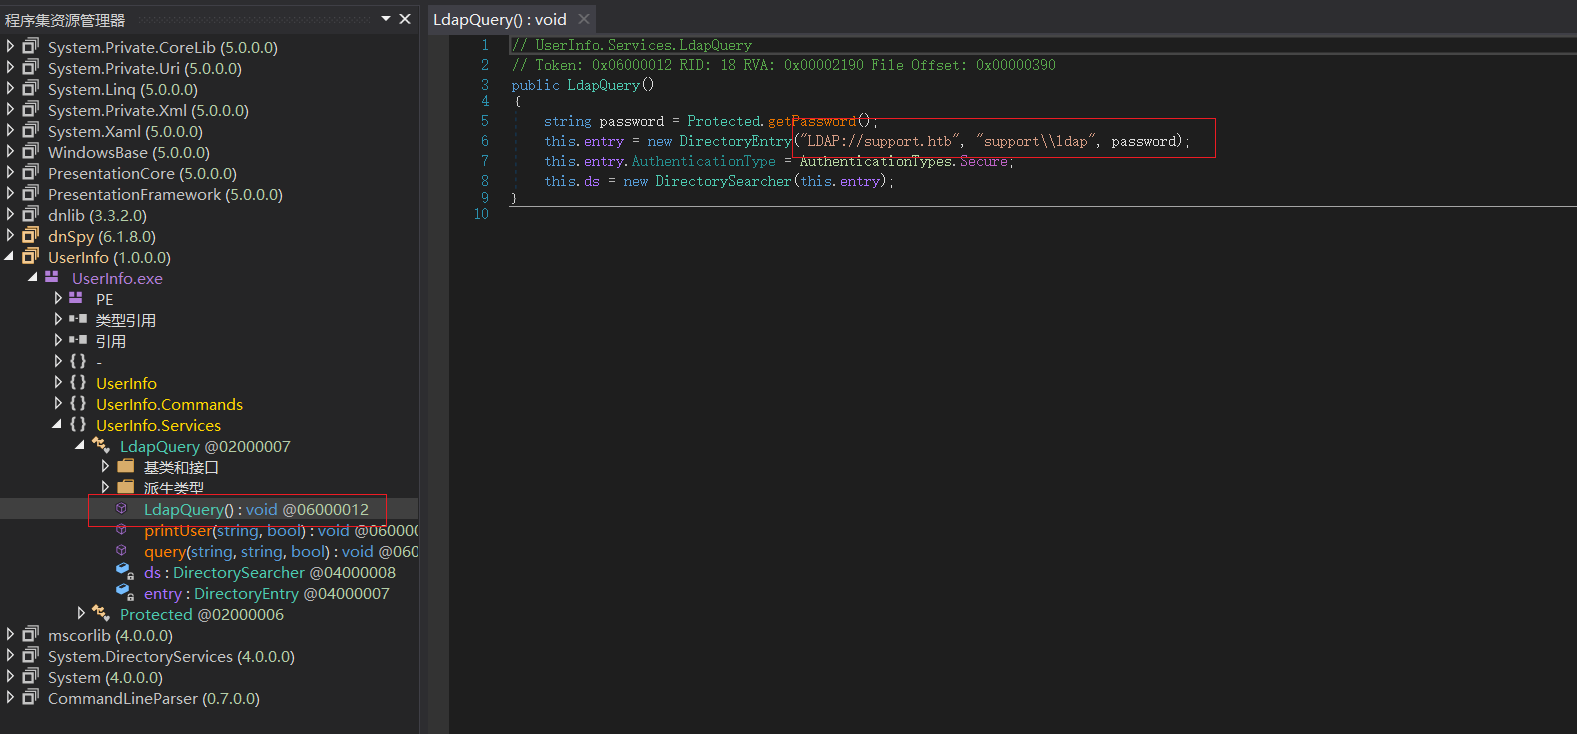 程序集资源管理器
System.Private.CoreLib (5.0.0.0)
System.Private.Uri (5.0.0.0)
System.Linq (5.0.0.0)
System.Private.Xml (5.0.0.0)
System.Xaml (5.0.0.0)
WindowsBase (5.0.0.0)
PresentationCore (5.0.0.0)
PresentationFramework (5.0.0.0)
dnlib (3.3.2.0)
dnSpy (6.1.8.0)
UserInfo (1.0.0.0)
UserInfo.exe
PE
类型引用
引用
{ } -
{ } UserInfo
{ } UserInfo.Commands
{ } UserInfo.Services
LdapQuery @02000007
基类和接口
派生类型
LdapQuery() : void @06000012
printUser(string, bool) : void @06000
query(string, string, bool) : void @060
ds : DirectorySearcher @04000008
entry : DirectoryEntry @04000007
Protected @02000006
mscorlib (4.0.0.0)
System.DirectoryServices (4.0.0.0)
System (4.0.0.0)
CommandLineParser (0.7.0.0)
LdapQuery() : void
1 // UserInfo.Services.LdapQuery
2 // Token: 0x06000012 RID: 18 RVA: 0x00002190 File Offset: 0x00000390
3 public LdapQuery()
4 {
5 string password = Protected.getPassword();
6 this.entry = new DirectoryEntry("LDAP://support.htb", "support\\ldap", password);
7 this.entry.AuthenticationType = AuthenticationTypes.Secure;
8 this.ds = new DirectorySearcher(this.entry);
9 }
10